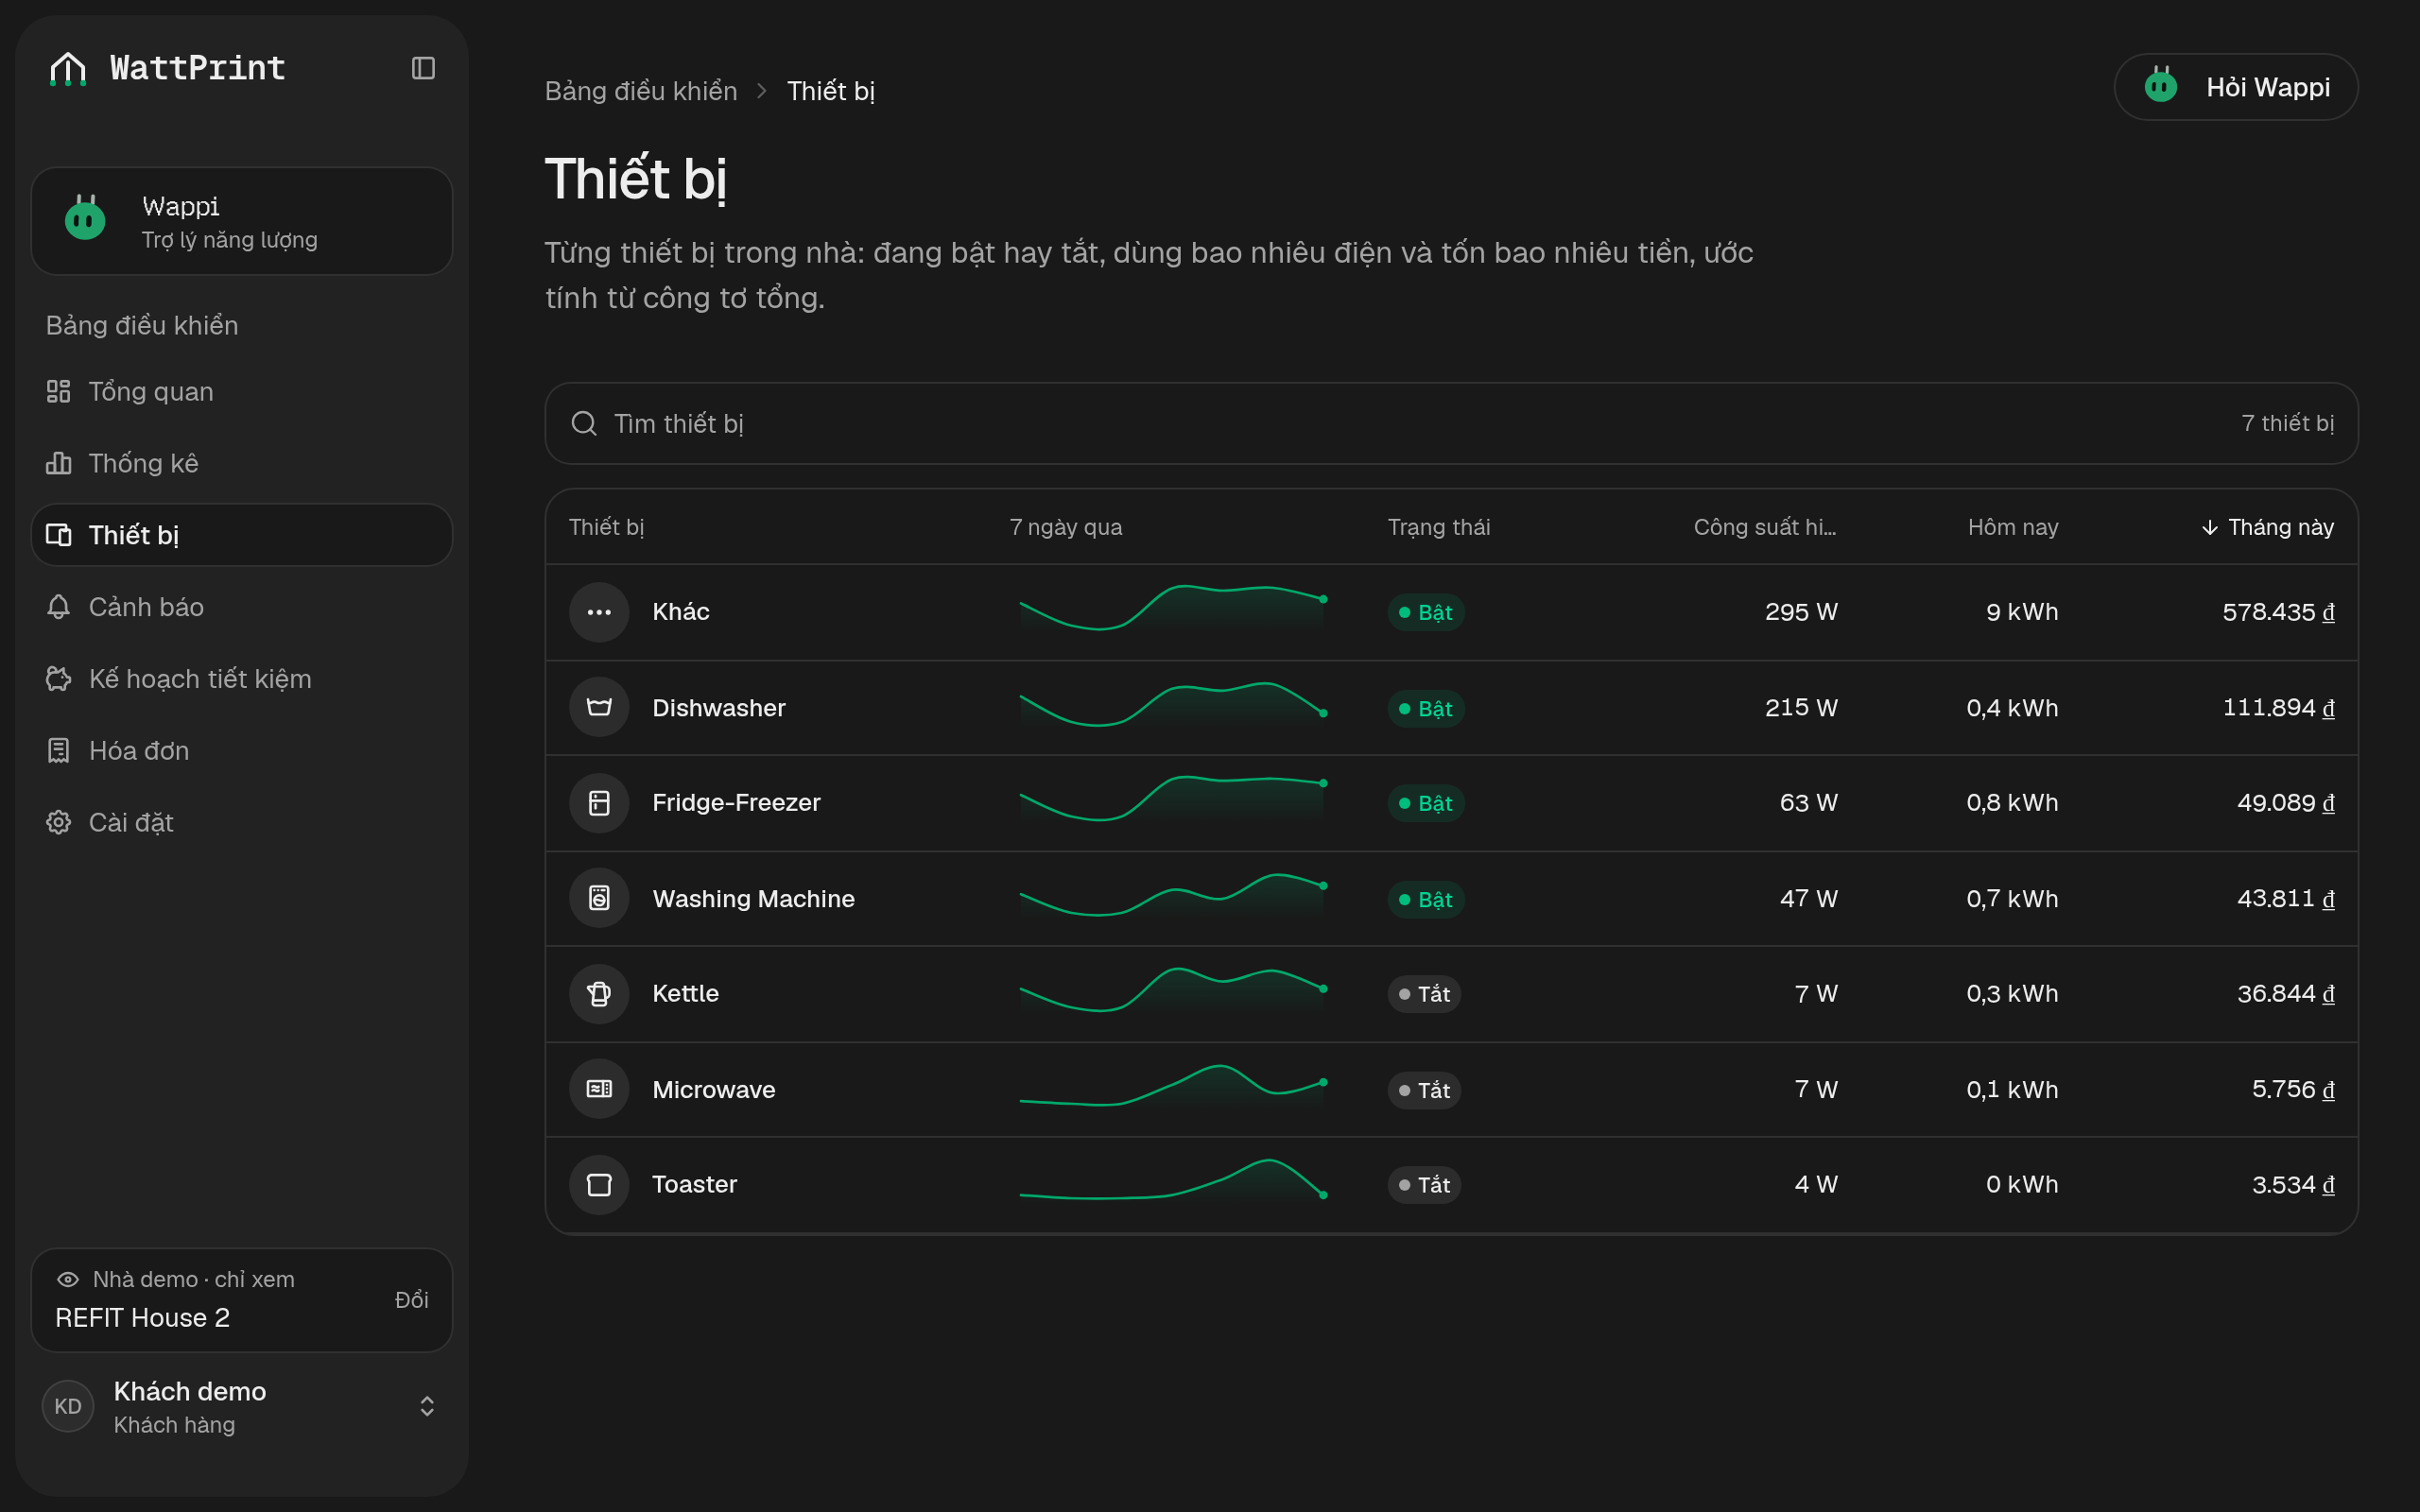 WattPrint
Wappi
Trợ lý năng lượng
Bảng điều khiển
Tổng quan
Thống kê
Thiết bị
Cảnh báo
Kế hoạch tiết kiệm
Hóa đơn
Cài đặt
Nhà demo · chỉ xem
REFIT House 2
Đổi
KD
Khách demo
Khách hàng
Bảng điều khiển > Thiết bị
Hỏi Wappi
Thiết bị
Từng thiết bị trong nhà: đang bật hay tắt, dùng bao nhiêu điện và tốn bao nhiêu tiền, ước
tính từ công tơ tổng.
Tìm thiết bị 7 thiết bị
Thiết bị 7 ngày qua Trạng thái Công suất hi... Hôm nay ↓ Tháng này
Khác Bật 295 W 9 kWh 578.435 ₫
Dishwasher Bật 215 W 0,4 kWh 111.894 ₫
Fridge-Freezer Bật 63 W 0,8 kWh 49.089 ₫
Washing Machine Bật 47 W 0,7 kWh 43.811 ₫
Kettle Tắt 7 W 0,3 kWh 36.844 ₫
Microwave Tắt 7 W 0,1 kWh 5.756 ₫
Toaster Tắt 4 W 0 kWh 3.534 ₫